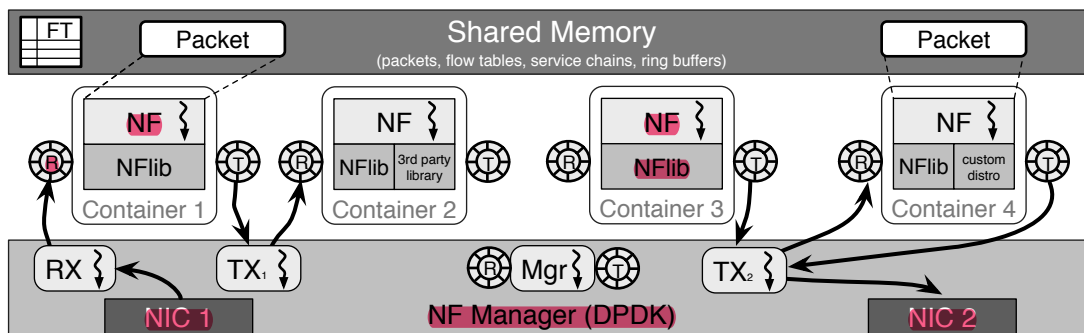 FT
Packet
Shared Memory
(packets, flow tables, service chains, ring buffers)
Packet
R
NF
NFlib
T
Container 1
R
NF
NFlib
3rd party
library
T
Container 2
R
NF
NFlib
T
Container 3
R
NF
NFlib
custom
distro
T
Container 4
RX
TX1
R
Mgr
T
TX2
NIC 1
NF Manager (DPDK)
NIC 2